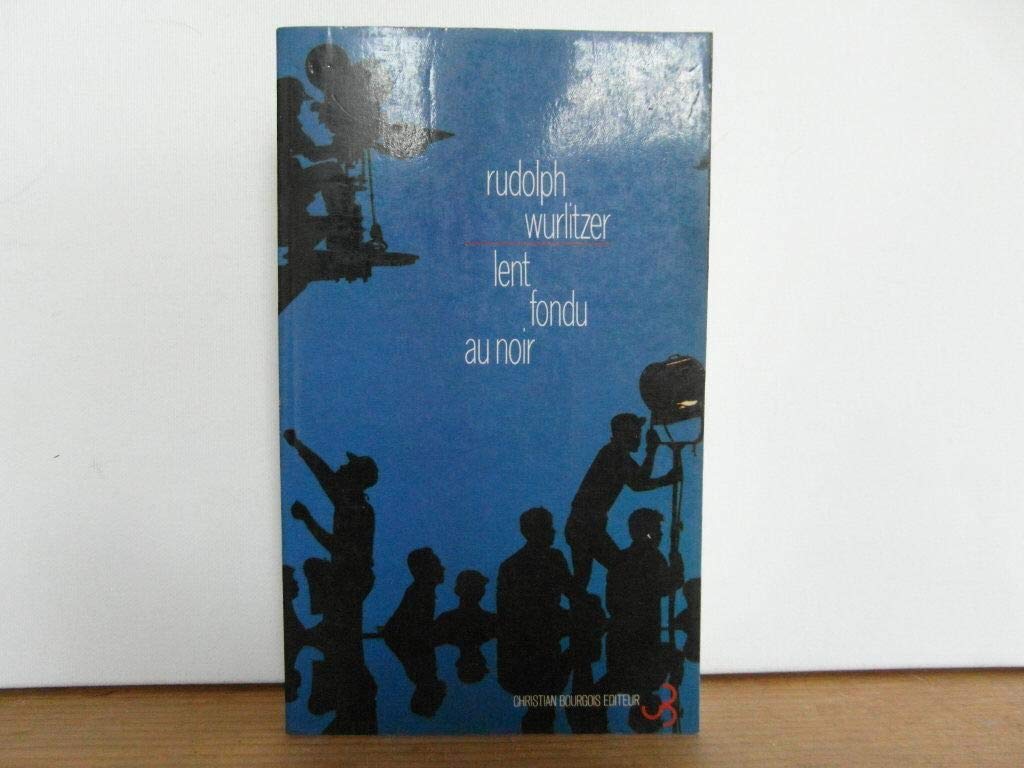 rudolph
wurlitzer
lent
fondu
au noir
CHRISTIAN BOURGOIS EDITEUR